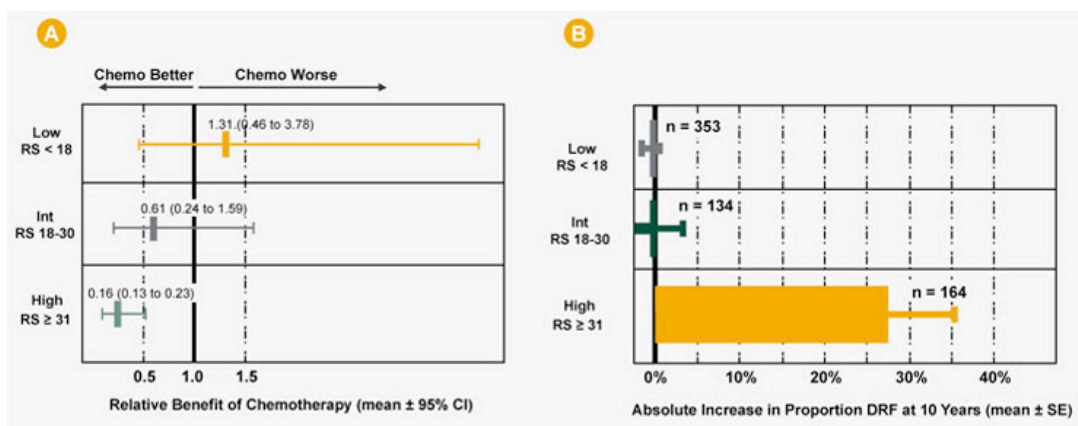 A
Chemo Better
Chemo Worse
Low
RS < 18
1.31 (0.46 to 3.78)
Int
RS 18-30
0.61 (0.24 to 1.59)
High
RS ≥ 31
0.16 (0.13 to 0.23)
0.5 1.0 1.5
Relative Benefit of Chemotherapy (mean ± 95% CI)
B
Low
RS < 18
n = 353
Int
RS 18-30
n = 134
High
RS ≥ 31
n = 164
0% 10% 20% 30% 40%
Absolute Increase in Proportion DRF at 10 Years (mean ± SE)